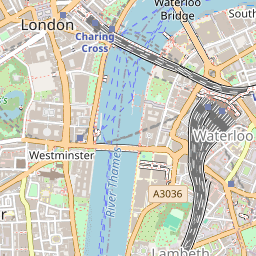 Waterloo
Bridge
London
Charing
Cross
South
Waterloo
Westminster
River Thames
A3036
r
Lambeth